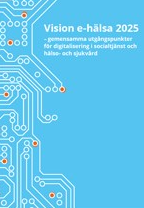 Vision e-hälsa 2025
– gemensamma utgångspunkter
för digitalisering i socialtjänst och
hälso- och sjukvård